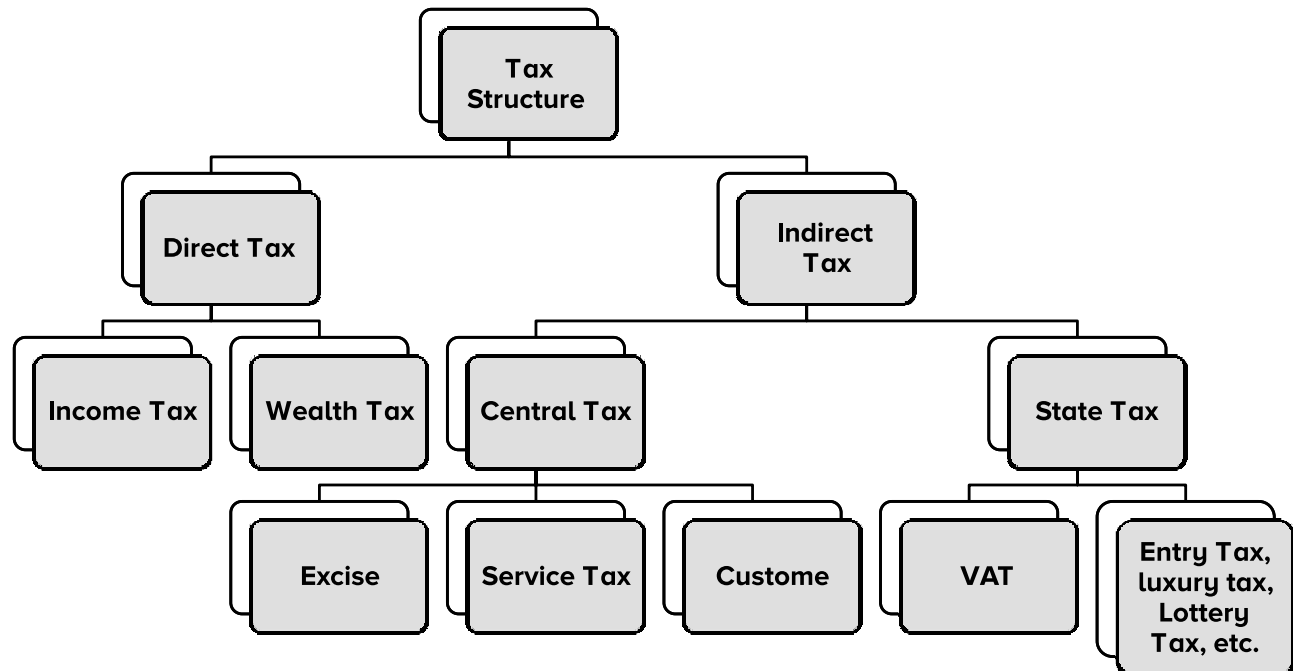 Tax
Structure
Direct Tax
Indirect
Tax
Income Tax
Wealth Tax
Central Tax
State Tax
Excise
Service Tax
Custome
VAT
Entry Tax,
luxury tax,
Lottery
Tax, etc.